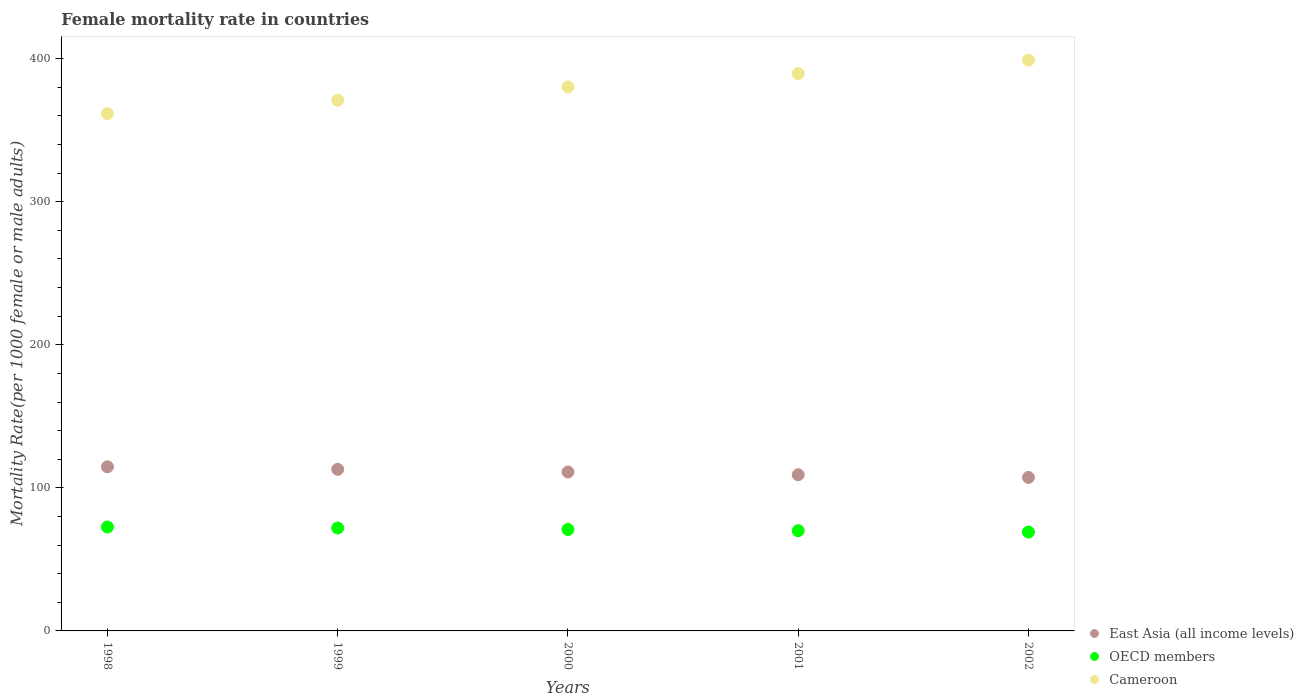 Female mortality rate in countries
Mortality Rate(per 1000 female or male adults)
400
300
200
100
0
1998
1999
2000
2001
2002
Years
East Asia (all income levels)
OECD members
Cameroon